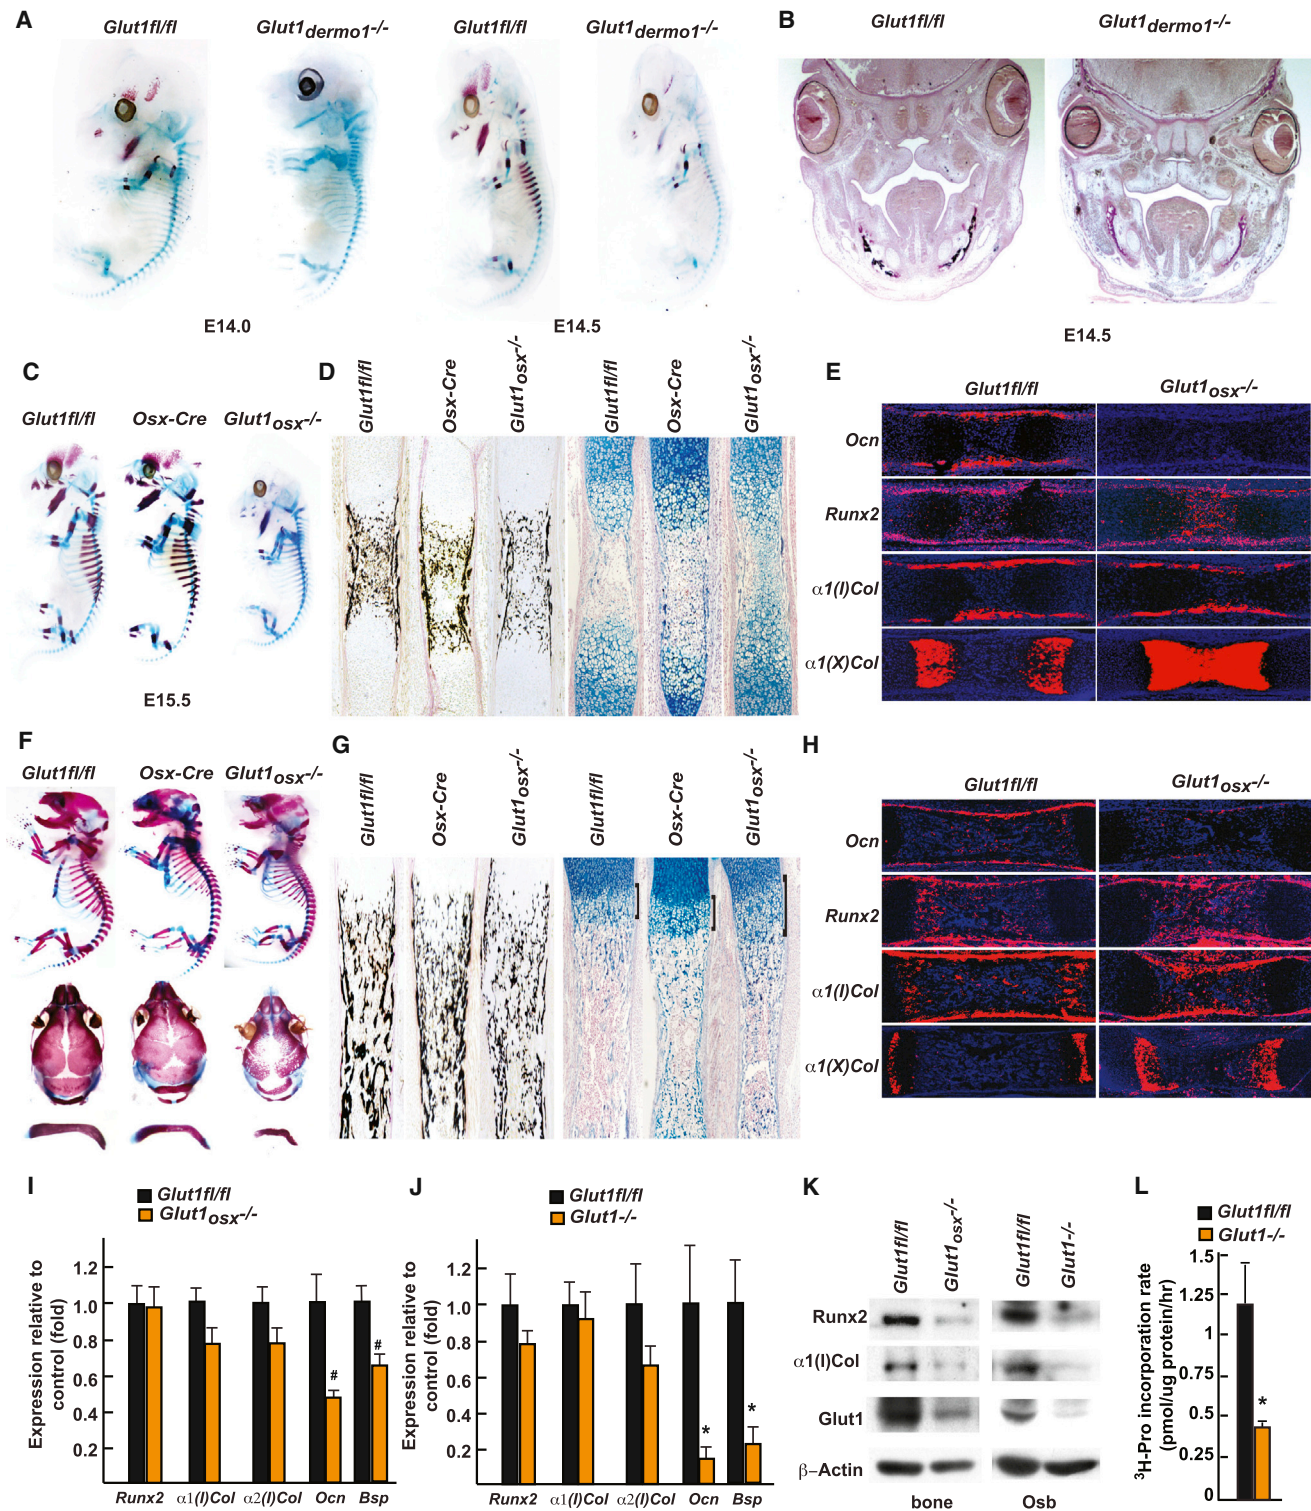 A
Glut1fl/fl
Glut1dermo1-/-
Glut1fl/fl
Glut1dermo1-/-
E14.0
E14.5
B
Glut1fl/fl
Glut1dermo1-/-
E14.5
C
Glut1fl/fl
Osx-Cre
Glut1osx-/-
E15.5
D
Glut1fl/fl
Osx-Cre
Glut1osx-/-
Glut1fl/fl
Osx-Cre
Glut1osx-/-
E
Glut1fl/fl
Glut1osx-/-
Ocn
Runx2
α1(I)Col
α1(X)Col
F
Glut1fl/fl
Osx-Cre
Glut1osx-/-
G
Glut1fl/fl
Osx-Cre
Glut1osx-/-
Glut1fl/fl
Osx-Cre
Glut1osx-/-
H
Glut1fl/fl
Glut1osx-/-
Ocn
Runx2
α1(I)Col
α1(X)Col
I
Glut1fl/fl
Glut1osx-/-
Expression relative to
control (fold)
1.2
1.0
0.8
0.6
0.4
0.2
#
#
Runx2 α1(I)Col α2(I)Col Ocn Bsp
J
Glut1fl/fl
Glut1-/-
Expression relative to
control (fold)
1.2
1.0
0.8
0.6
0.4
0.2
*
*
Runx2 α1(I)Col α2(I)Col Ocn Bsp
K
Glut1fl/fl
Glut1osx-/-
Glut1fl/fl
Glut1-/-
Runx2
α1(I)Col
Glut1
β-Actin
bone
Osb
L
Glut1fl/fl
Glut1-/-
3H-Pro incorporation rate
(pmol/ug protein/hr)
1.5
1.25
1
0.75
0.5
0.25
0
*